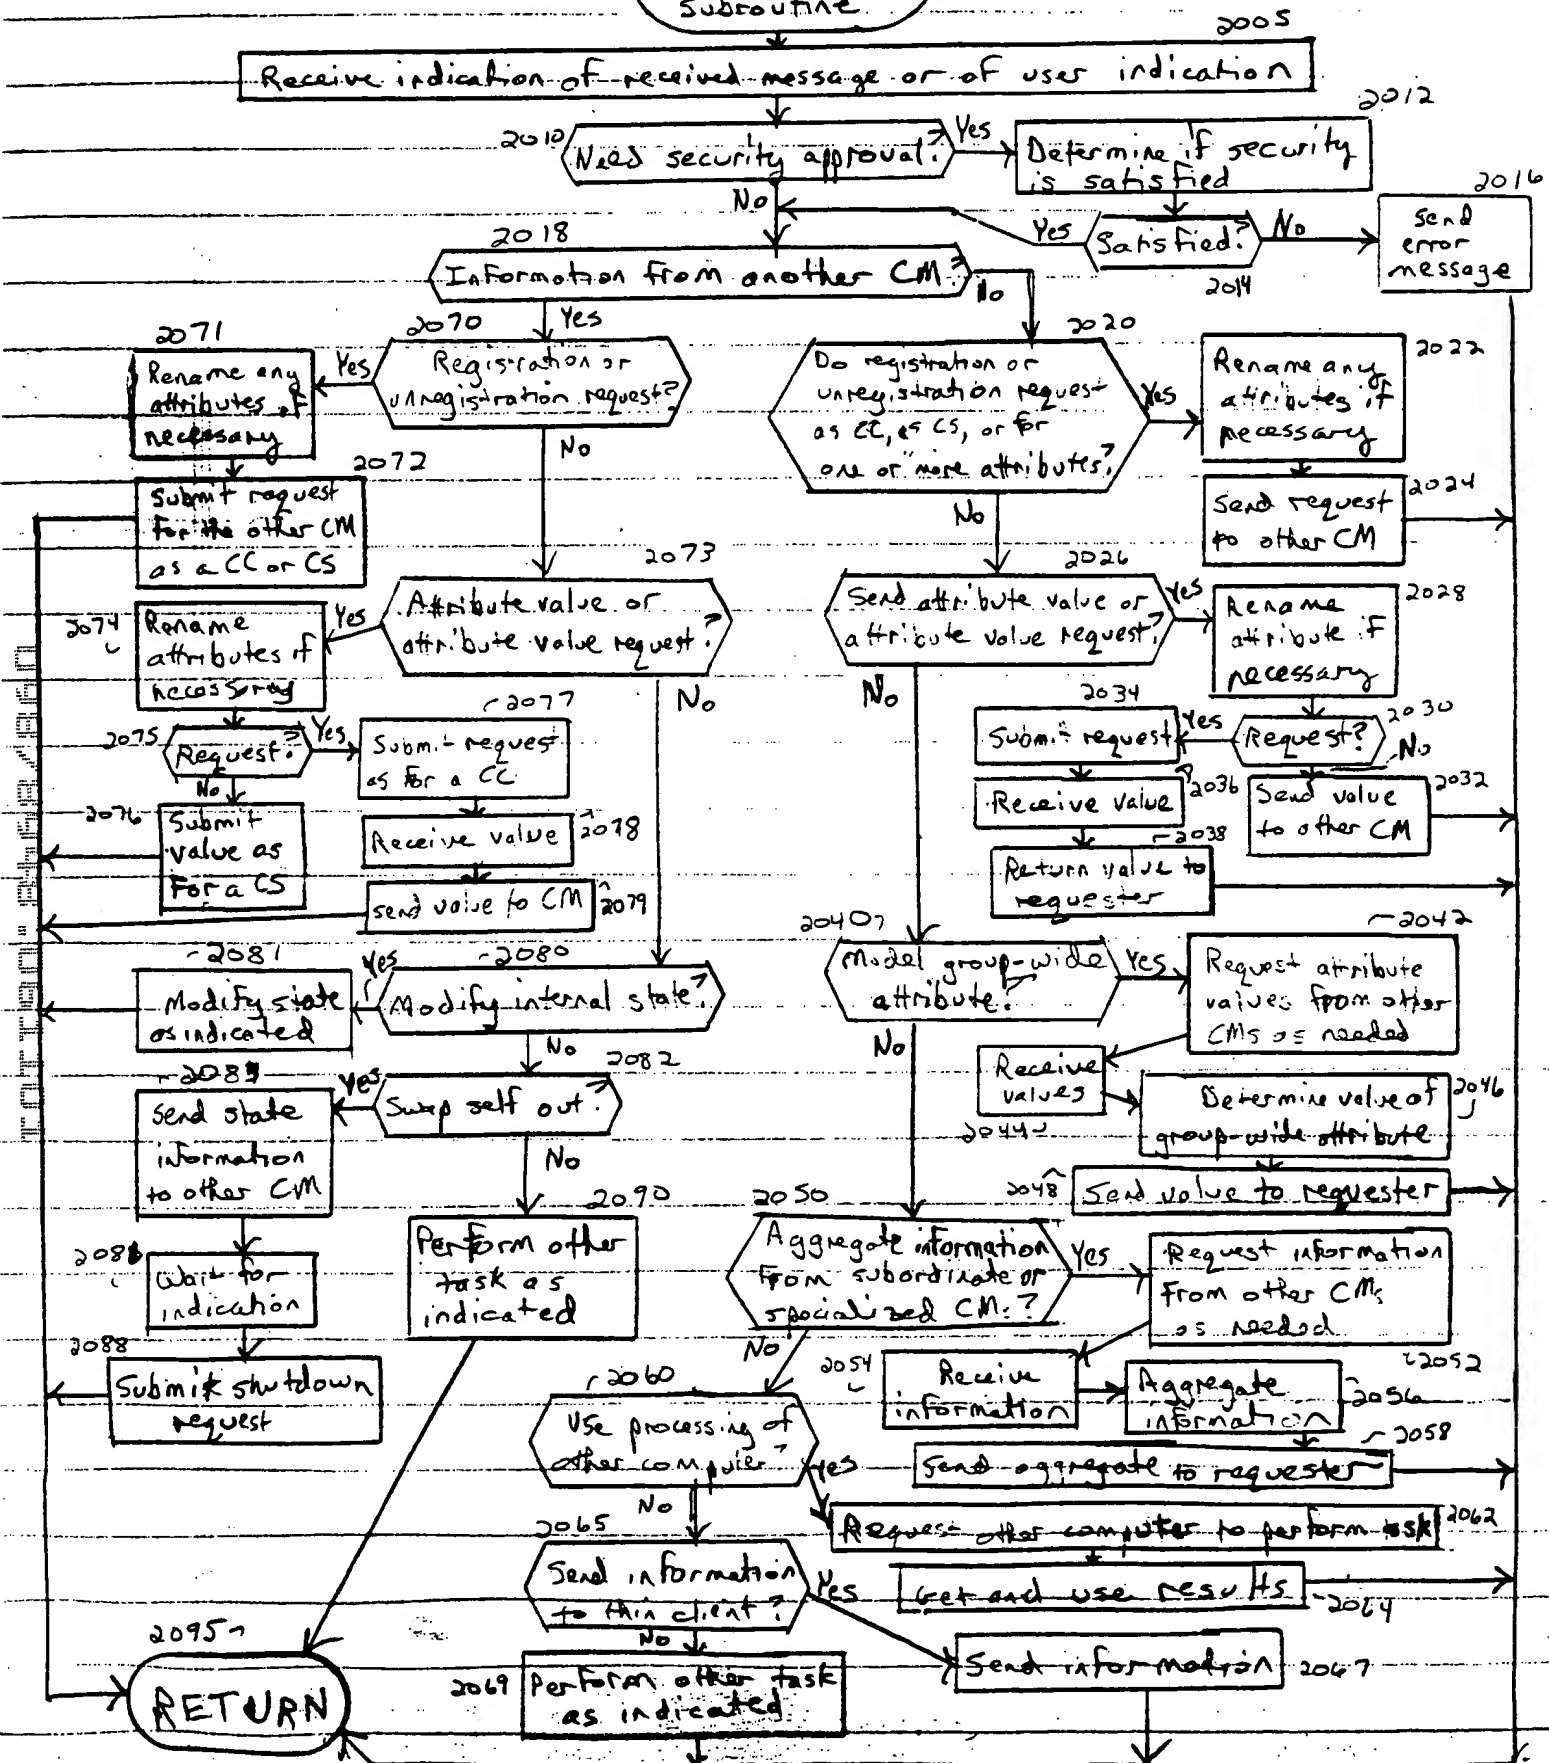 Subroutine
2005
Receive indication of received message or of user indication
2010
Need security approval?
Yes
No
2012
Determine if security
is satisfied
2014
Satisfied?
Yes
No
2016
Send
error
message
2018
Information from another CM?
Yes
No
2070
Registration or
unregistration request?
Yes
No
2071
Rename any
attributes if
necessary
2072
Submit request
for the other CM
as a CC or CS
2073
Attribute value or
attribute value request?
Yes
No
2074
Rename
attributes if
necessary
2075
Request?
Yes
No
2076
Submit
value as
for a CS
2077
Submit request
as for a CC
2078
Receive value
2079
send value to CM
2080
Modify internal state?
Yes
No
2081
Modify state
as indicated
2082
Swap self out?
Yes
No
Send state
information
to other CM
Wait for
indication
2088
Submit shutdown
request
2090
Perform other
task as
indicated
2020
Do registration or
unregistration request
as CC, as CS, or for
one or more attributes?
Yes
No
2022
Rename any
attributes if
necessary
2024
Send request
to other CM
2026
Send attribute value or
attribute value request?
Yes
No
2028
Rename
attribute if
necessary
2030
Request?
Yes
No
2032
Send value
to other CM
2034
Submit request
2036
Receive value
2038
Return value to
requester
2040
Model group-wide
attribute?
Yes
No
2042
Request attribute
values from other
CMs as needed
2044
Receive
values
2046
Determine value of
group-wide attribute
2048
Send value to requester
2050
Aggregate information
from subordinate or
specialized CMs?
Yes
No
2052
Request information
from other CMs
as needed
2054
Receive
information
2056
Aggregate
information
2058
Send aggregate to requester
2060
Use processing of
other computer?
Yes
No
2062
Request other computer to perform task
2064
Get and use results
2065
Send information
to thin client?
Yes
No
2067
Send information
2069
Perform other task
as indicated
2095
RETURN